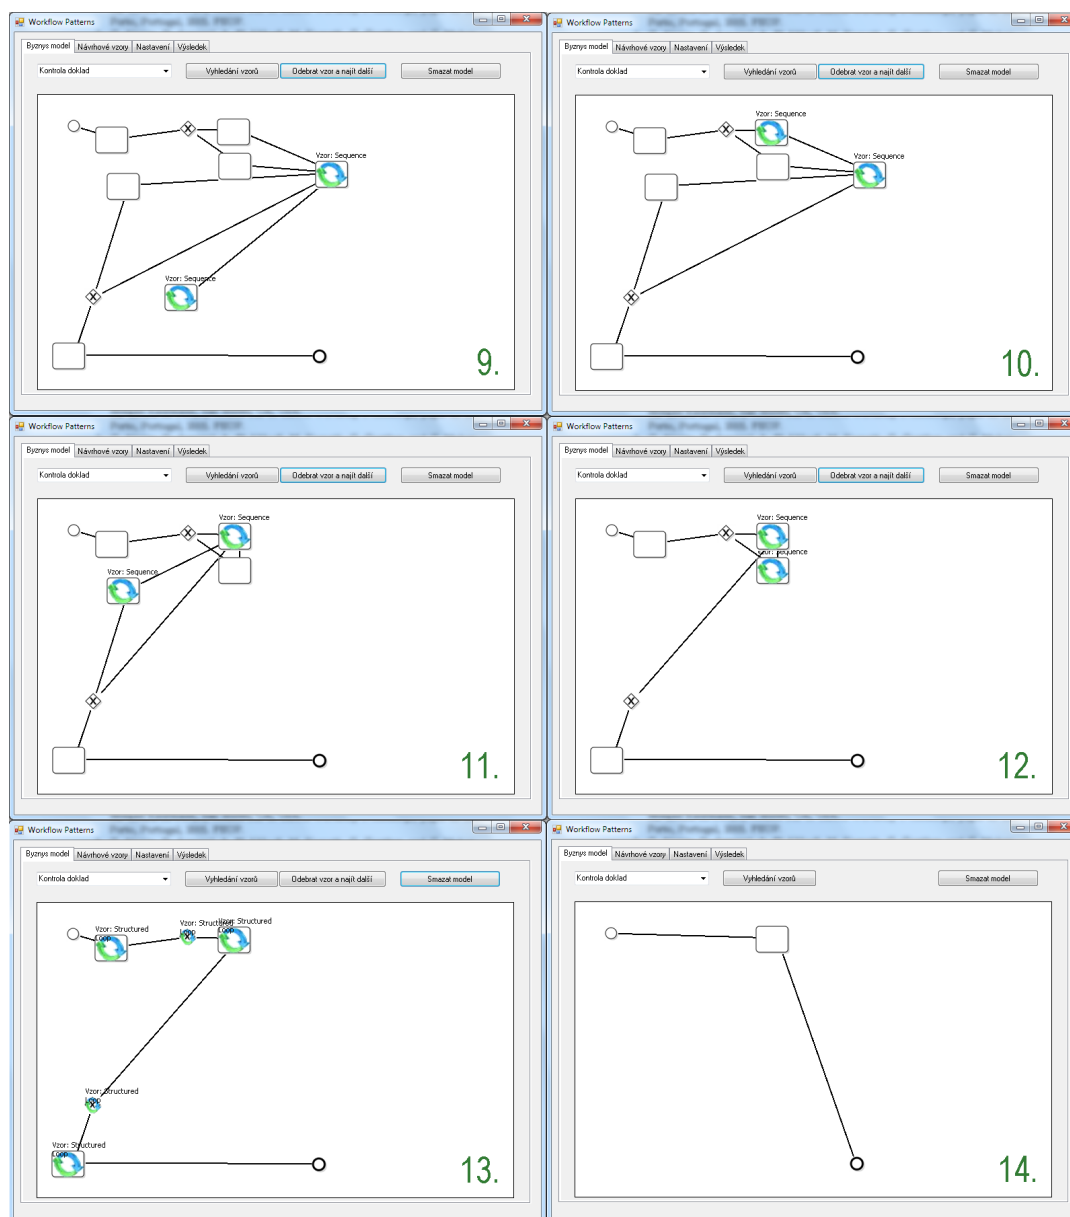 Workflow Patterns
Byznys model Návrhové vzory Nastavení Výsledek
Kontrola doklad Vyhledání vzorů Odebrat vzor a najít další Smazat model
Vzor: Sequence
Vzor: Sequence
9.
Workflow Patterns
Byznys model Návrhové vzory Nastavení Výsledek
Kontrola doklad Vyhledání vzorů Odebrat vzor a najít další Smazat model
Vzor: Sequence
Vzor: Sequence
10.
Workflow Patterns
Byznys model Návrhové vzory Nastavení Výsledek
Kontrola doklad Vyhledání vzorů Odebrat vzor a najít další Smazat model
Vzor: Sequence
Vzor: Sequence
11.
Workflow Patterns
Byznys model Návrhové vzory Nastavení Výsledek
Kontrola doklad Vyhledání vzorů Odebrat vzor a najít další Smazat model
Vzor: Sequence
Vzor: Sequence
12.
Workflow Patterns
Byznys model Návrhové vzory Nastavení Výsledek
Kontrola doklad Vyhledání vzorů Odebrat vzor a najít další Smazat model
Vzor: Structured
Loop
Vzor: Structured
Loop
Vzor: Structured
Loop
Vzor: Structured
Loop
Vzor: Structured
Loop
13.
Workflow Patterns
Byznys model Návrhové vzory Nastavení Výsledek
Kontrola doklad Vyhledání vzorů Smazat model
14.